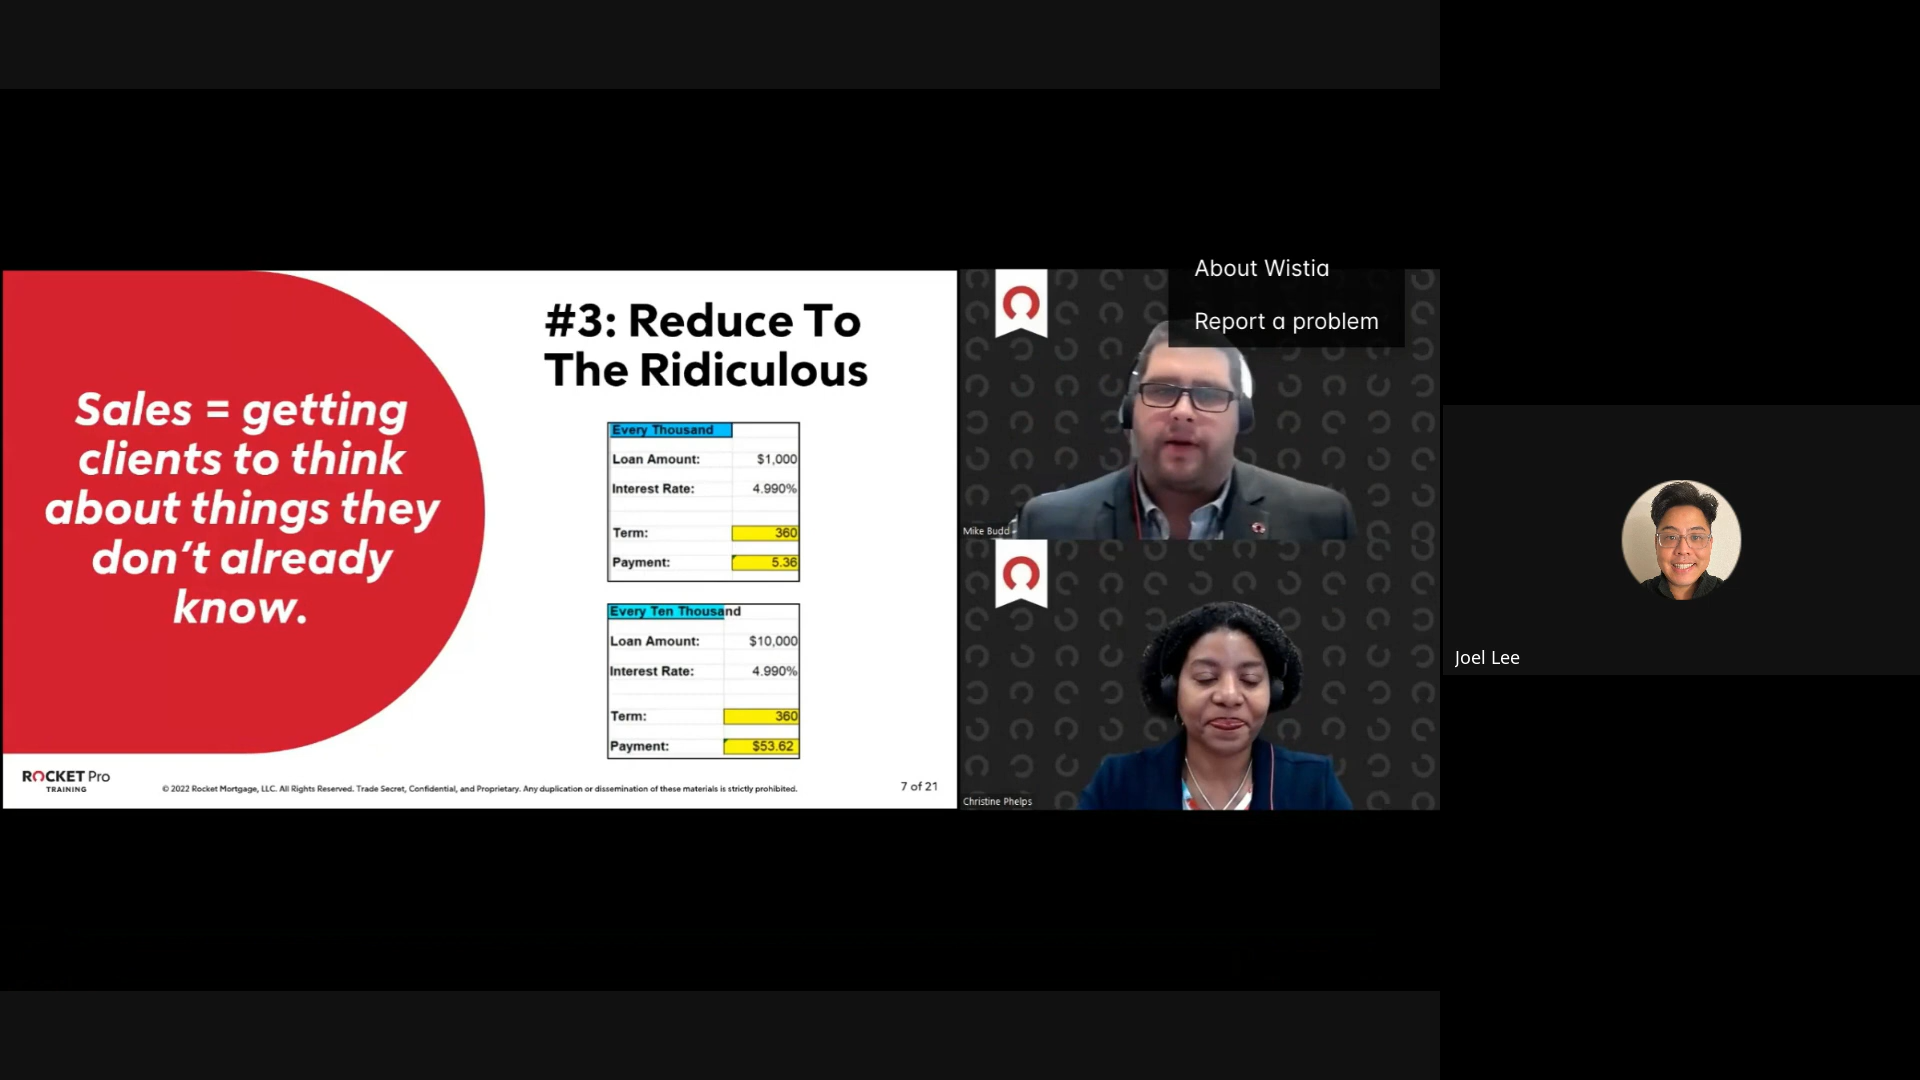 #3: Reduce To
The Ridiculous
Sales = getting
clients to think
about things they
don’t already
know.
Every Thousand
Loan Amount: $1,000
Interest Rate: 4.990%
Term: 360
Payment: 5.36
Every Ten Thousand
Loan Amount: $10,000
Interest Rate: 4.990%
Term: 360
Payment: $53.62
ROCKET Pro
TRAINING
© 2022 Rocket Mortgage, LLC. All Rights Reserved. Trade Secret, Confidential, and Proprietary. Any duplication or dissemination of these materials is strictly prohibited.
7 of 21
About Wistia
Report a problem
Mike Budd
Christine Phelps
Joel Lee